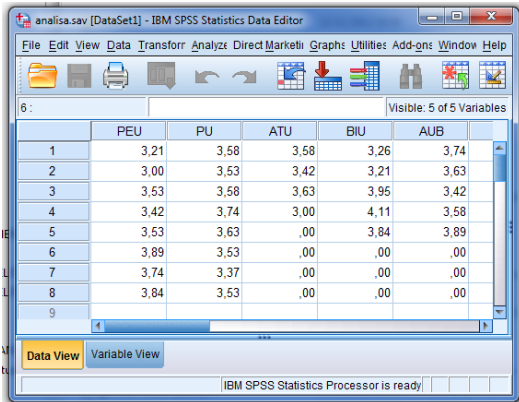 analisa.sav [DataSet1] - IBM SPSS Statistics Data Editor
File Edit View Data Transforr Analyze Direct Marketii Graphs Utilities Add-ons Window Help
6 : Visible: 5 of 5 Variables
PEU PU ATU BIU AUB
1 3,21 3,58 3,58 3,26 3,74
2 3,00 3,53 3,42 3,21 3,63
3 3,53 3,58 3,63 3,95 3,42
4 3,42 3,74 3,00 4,11 3,58
5 3,53 3,63 ,00 3,84 3,89
6 3,89 3,53 ,00 ,00 ,00
7 3,74 3,37 ,00 ,00 ,00
8 3,84 3,53 ,00 ,00 ,00
9
Data View Variable View
IBM SPSS Statistics Processor is ready